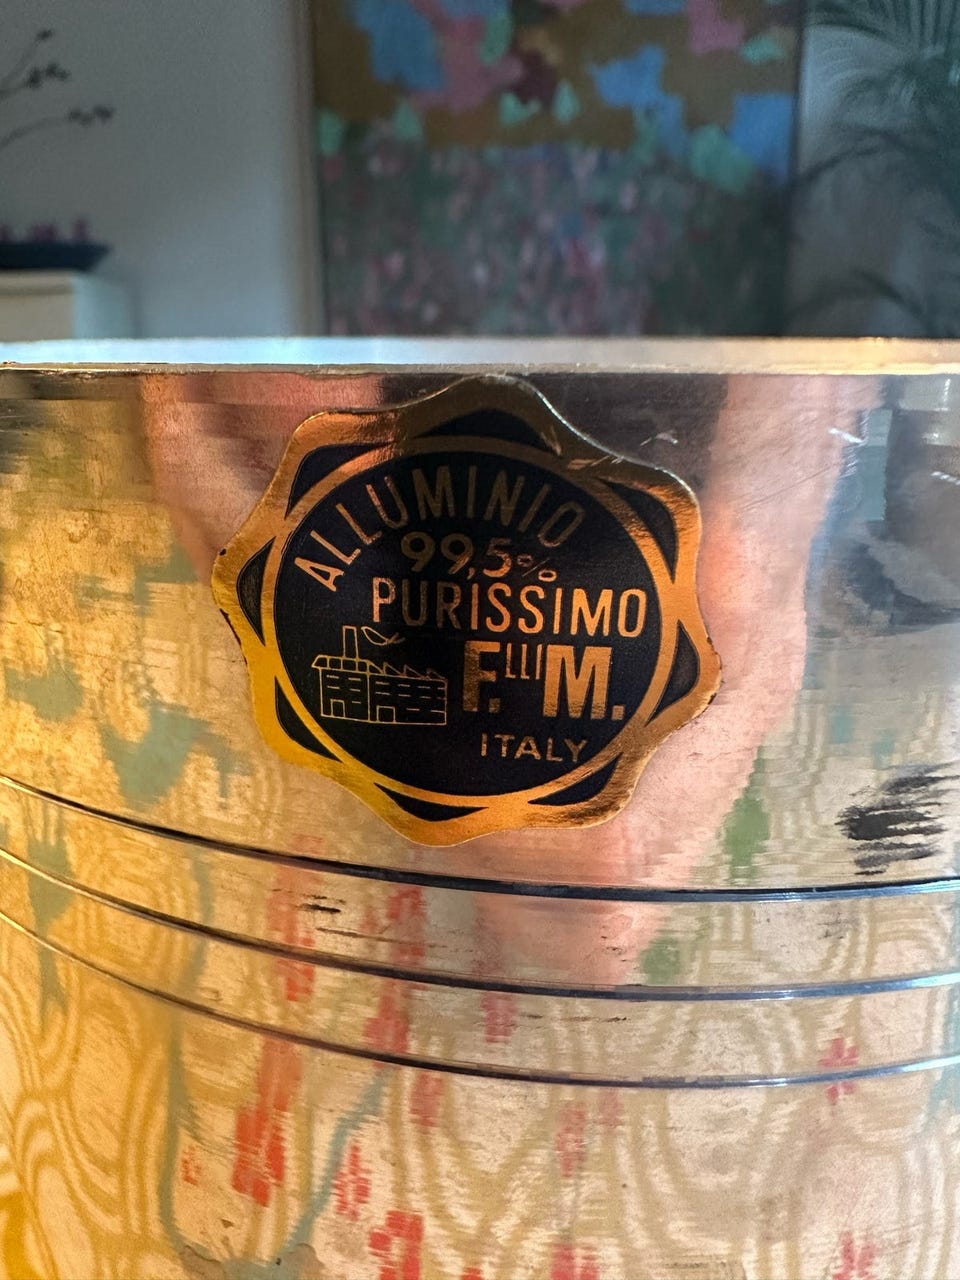 ALLUMINIO
99,5%
PURISSIMO
F.LLI M.
ITALY